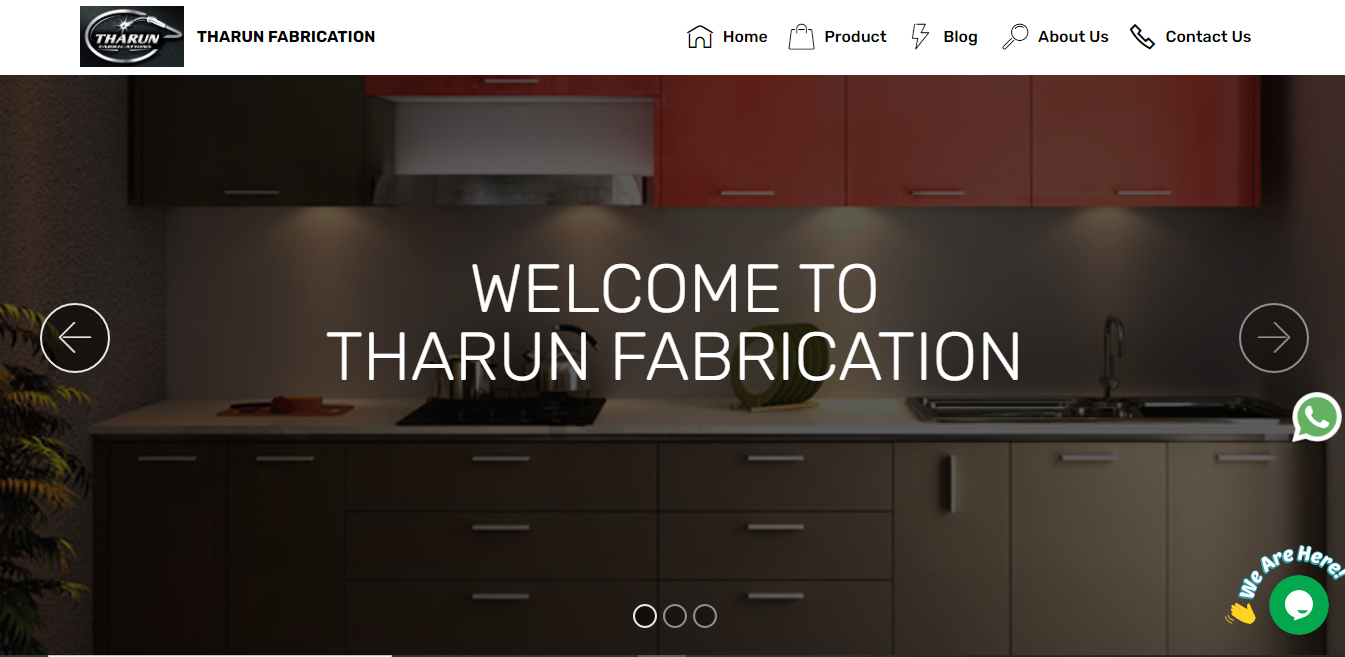 THARUN
FABRICATIONS
THARUN FABRICATION
Home
Product
Blog
About Us
Contact Us
WELCOME TO
THARUN FABRICATION
We Are Here!